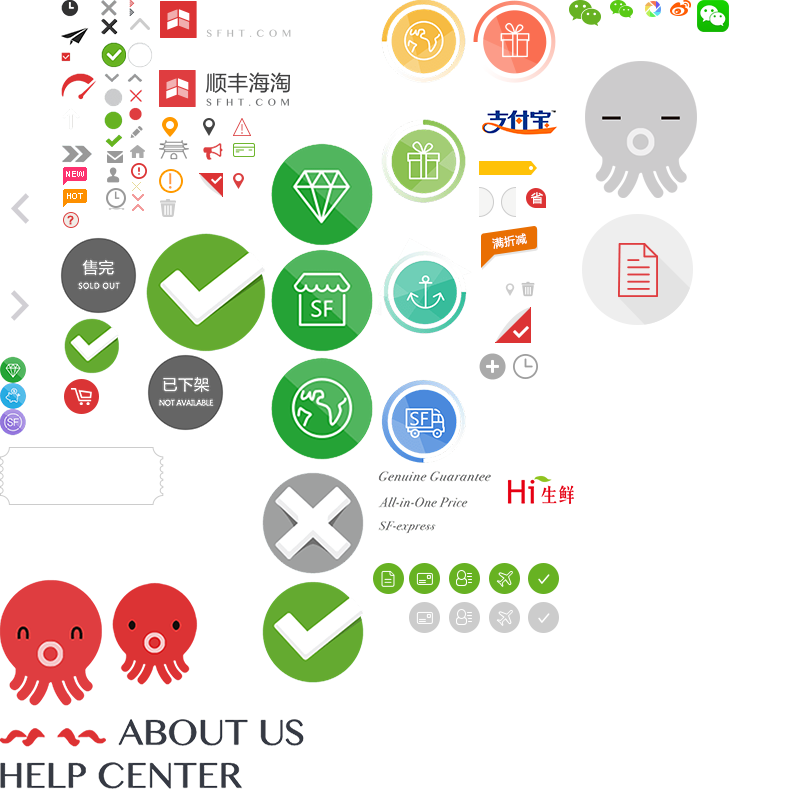 SFHT.COM
顺丰海淘
SFHT.COM
支付宝
NEW
HOT
省
满折减
售完
SOLD OUT
SF
已下架
NOT AVAILABLE
SF
SF
Genuine Guarantee
All-in-One Price
SF-express
Hi生鲜
ABOUT US
HELP CENTER